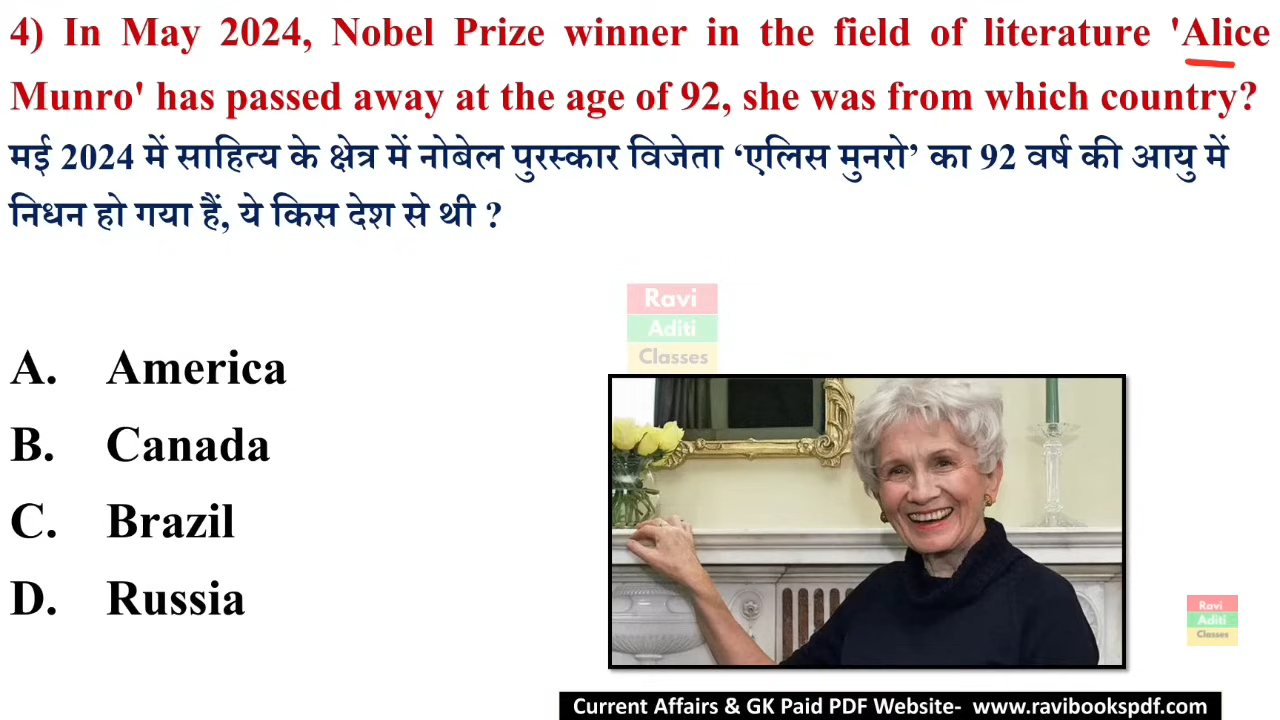 4) In May 2024, Nobel Prize winner in the field of literature 'Alice
Munro' has passed away at the age of 92, she was from which country?
मई 2024 में साहित्य के क्षेत्र में नोबेल पुरस्कार विजेता ‘एलिस मुनरो’ का 92 वर्ष की आयु में
निधन हो गया हैं, ये किस देश से थी ?
Ravi
Aditi
Classes
A. America
B. Canada
C. Brazil
D. Russia
Ravi
Aditi
Classes
Current Affairs & GK Paid PDF Website- www.ravibookspdf.com